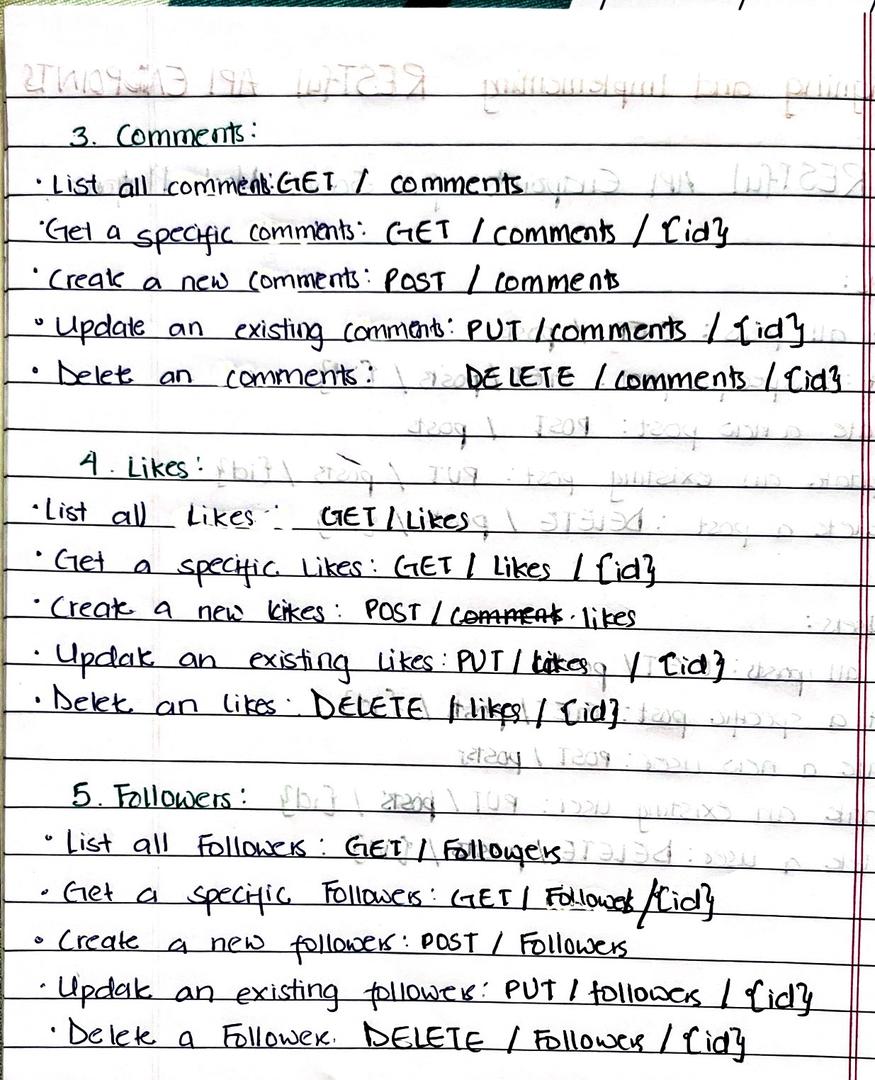 3. Comments:
· List all comment: GET / comments
· Get a specific comments: GET / comments / {id}
· Create a new comments: POST / comments
· Update an existing comments: PUT / comments / {id}
· Delete an comments: DELETE / comments / {id}
4. Likes:
· List all Likes: GET / Likes
· Get a specific Likes: GET / Likes / {id}
· Create a new Likes: POST / comment · likes
· Update an existing Likes: PUT / Likes / {id}
· Delete an likes: DELETE / likes / {id}
5. Followers:
· List all Followers: GET / Followers
· Get a specific Followers: GET / Followers / {id}
· Create a new followers: POST / Followers
· Update an existing followers: PUT / followers / {id}
· Delete a Follower. DELETE / Followers / {id}